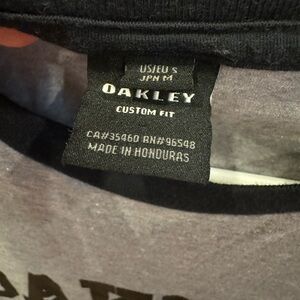 US/EU S
JPN M
OAKLEY
CUSTOM FIT
CA#35460 RN#96548
MADE IN HONDURAS